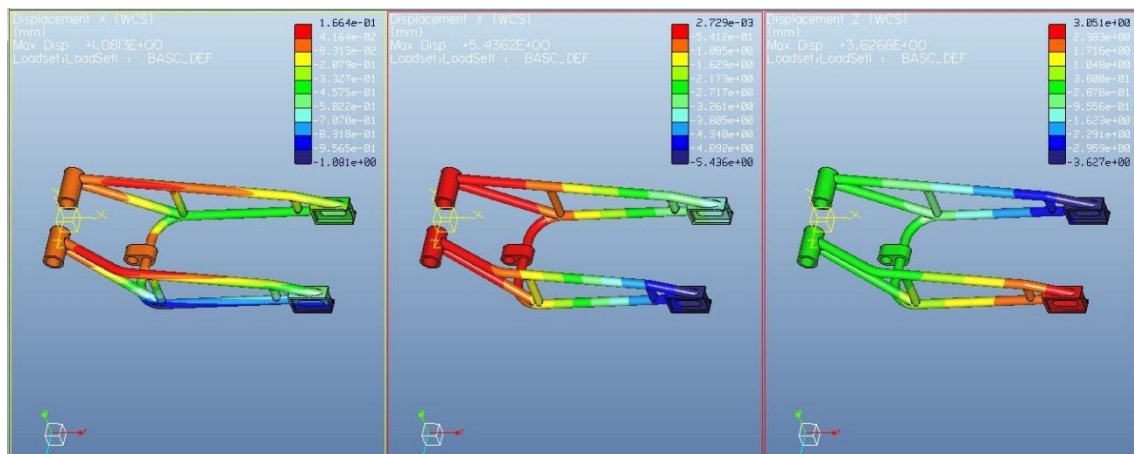 Displacement X (WCS)
(mm)
Max Disp +1.0813E+00
Loadset:LoadSet1 : BASC_DEF
1.664e-01
4.164e-02
-8.313e-02
-2.079e-01
-3.327e-01
-4.575e-01
-5.822e-01
-7.070e-01
-8.318e-01
-9.565e-01
-1.081e+00
X
Displacement Y (WCS)
(mm)
Max Disp +5.4362E+00
Loadset:LoadSet1 : BASC_DEF
2.729e-03
-5.412e-01
-1.085e+00
-1.629e+00
-2.173e+00
-2.717e+00
-3.261e+00
-3.805e+00
-4.348e+00
-4.892e+00
-5.436e+00
X
Displacement Z (WCS)
(mm)
Max Disp +3.6268E+00
Loadset:LoadSet1 : BASC_DEF
3.051e+00
2.383e+00
1.716e+00
1.048e+00
3.800e-01
-2.878e-01
-9.556e-01
-1.623e+00
-2.291e+00
-2.959e+00
-3.627e+00
X